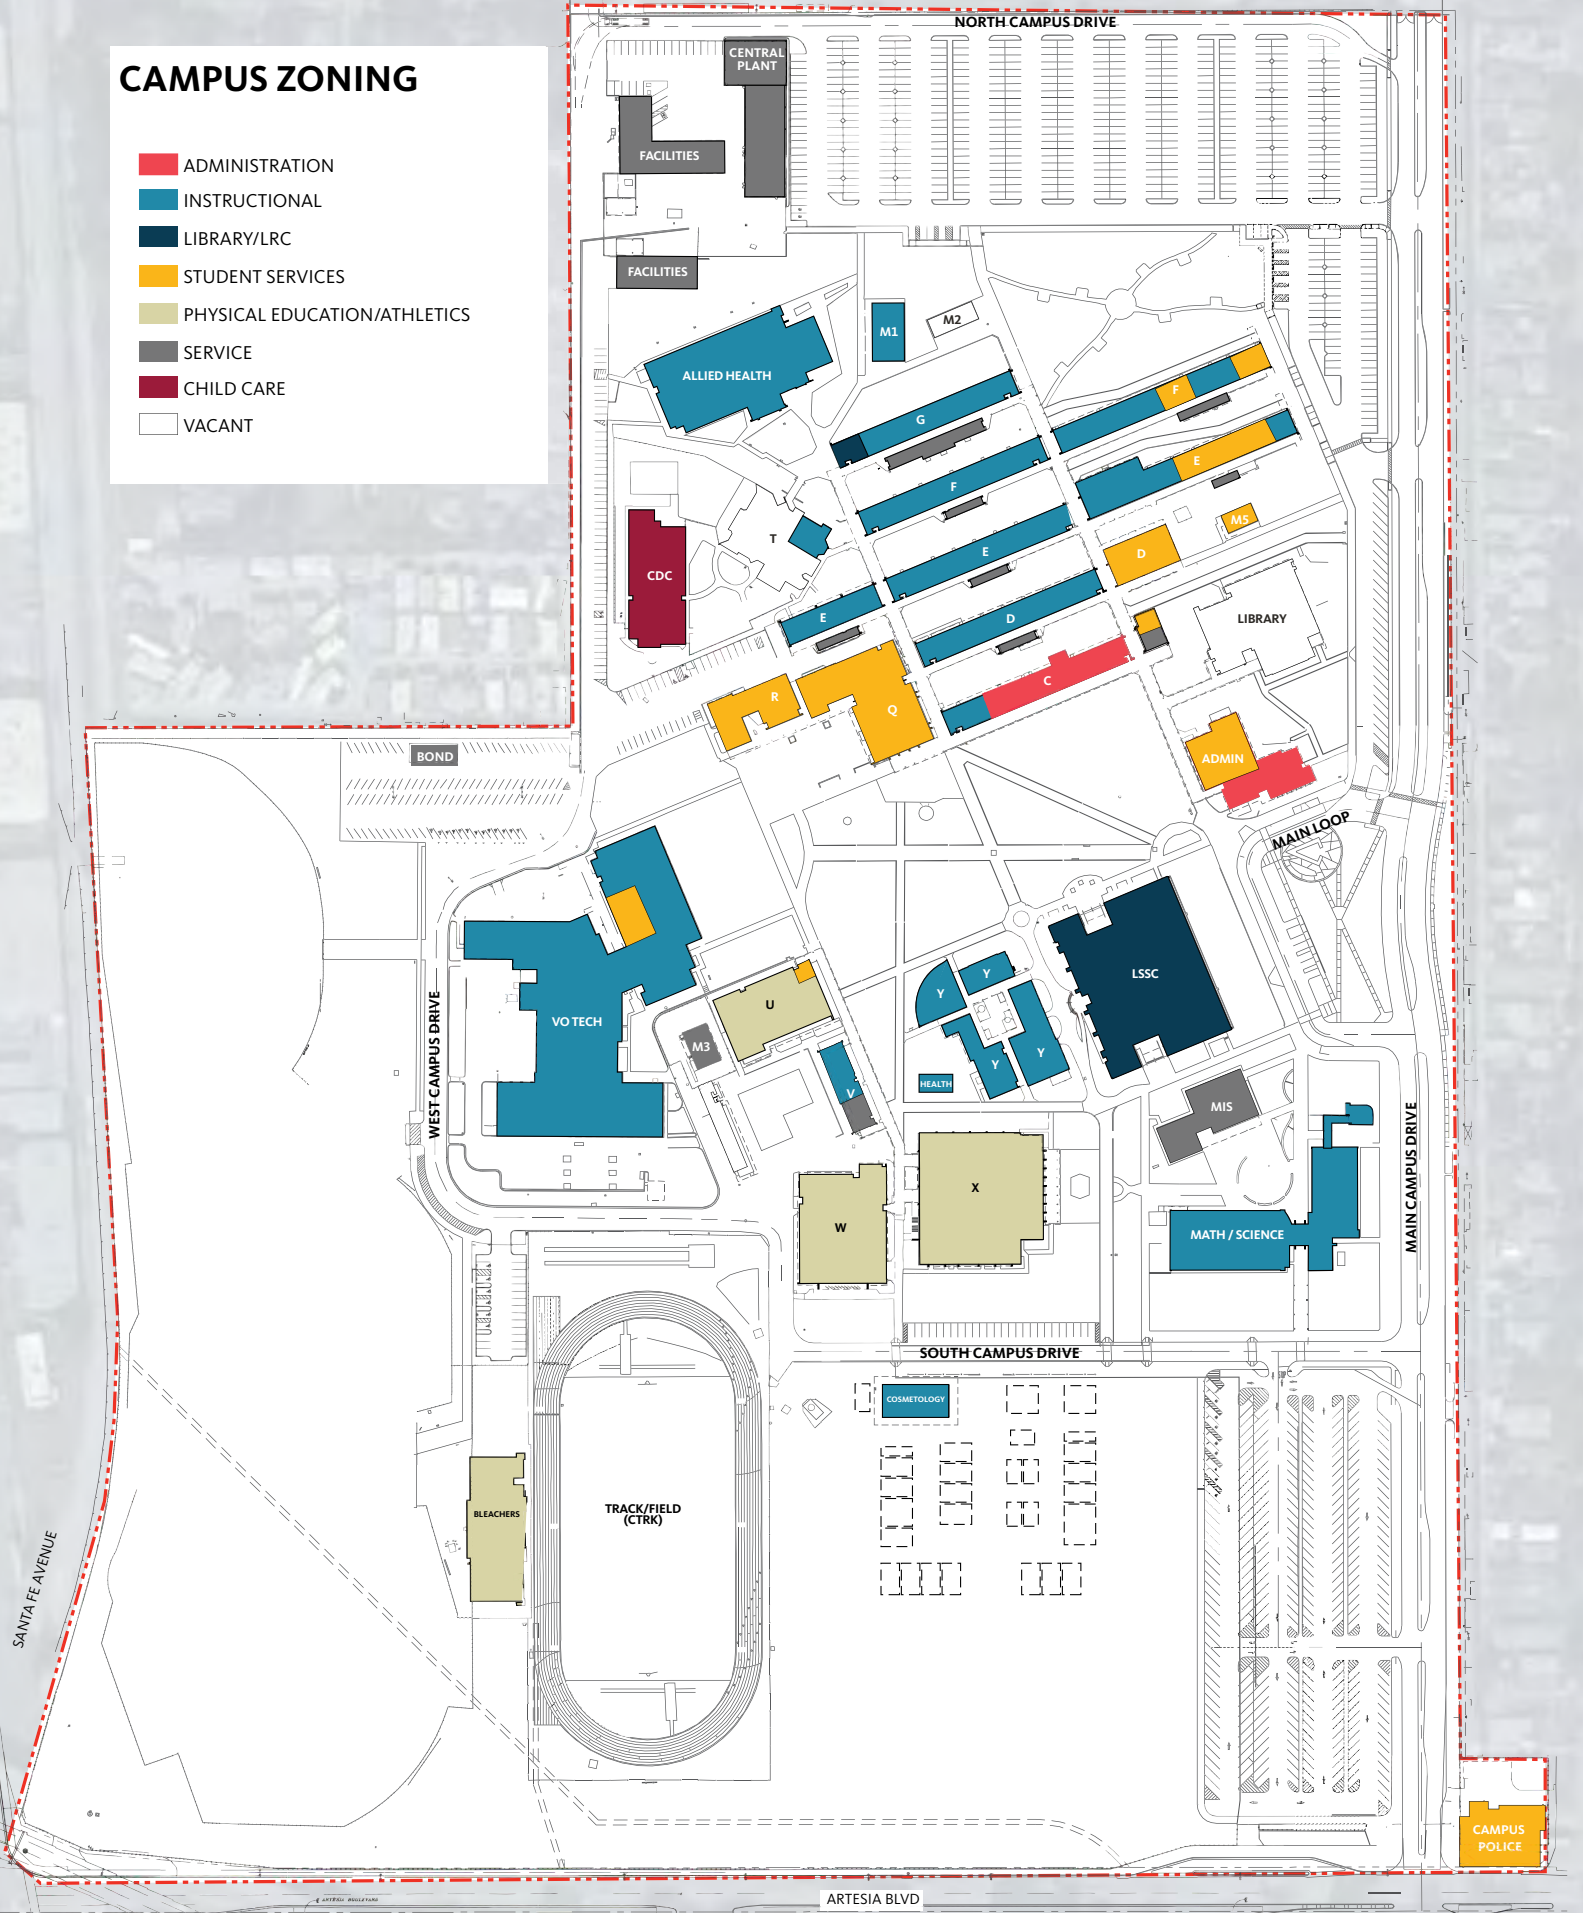 NORTH CAMPUS DRIVE
CAMPUS ZONING
ADMINISTRATION
INSTRUCTIONAL
LIBRARY/LRC
STUDENT SERVICES
PHYSICAL EDUCATION/ATHLETICS
SERVICE
CHILD CARE
VACANT
CENTRAL
PLANT
FACILITIES
FACILITIES
M1
M2
ALLIED HEALTH
G
F
F
E
M5
T
E
D
CDC
E
D
LIBRARY
C
R
Q
ADMIN
BOND
MAIN LOOP
LSSC
Y
Y
Y
Y
U
VO TECH
M3
WEST CAMPUS DRIVE
V
HEALTH
MIS
MAIN CAMPUS DRIVE
X
W
MATH / SCIENCE
SOUTH CAMPUS DRIVE
COSMETOLOGY
TRACK/FIELD
(CTRK)
BLEACHERS
SANTA FE AVENUE
CAMPUS
POLICE
ARTESIA BOULEVARD
ARTESIA BLVD